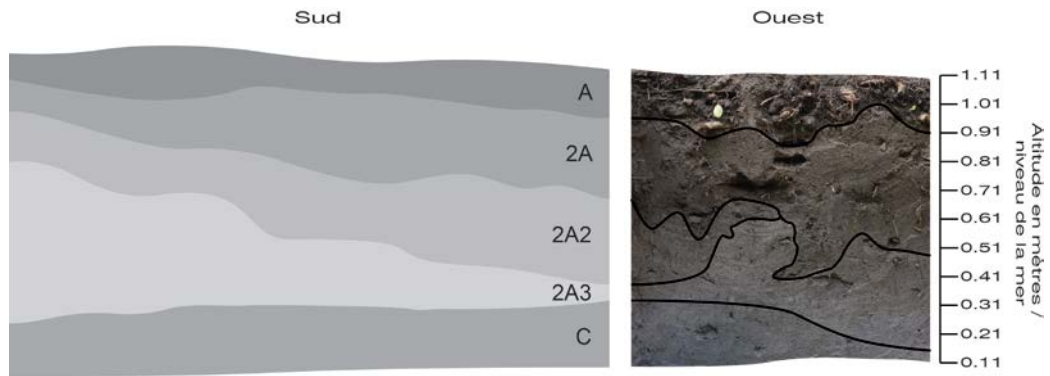 Sud
Ouest
A
2A
2A2
2A3
C
1.11
1.01
0.91
0.81
0.71
0.61
0.51
0.41
0.31
0.21
0.11
Altitude en mètres /
niveau de la mer